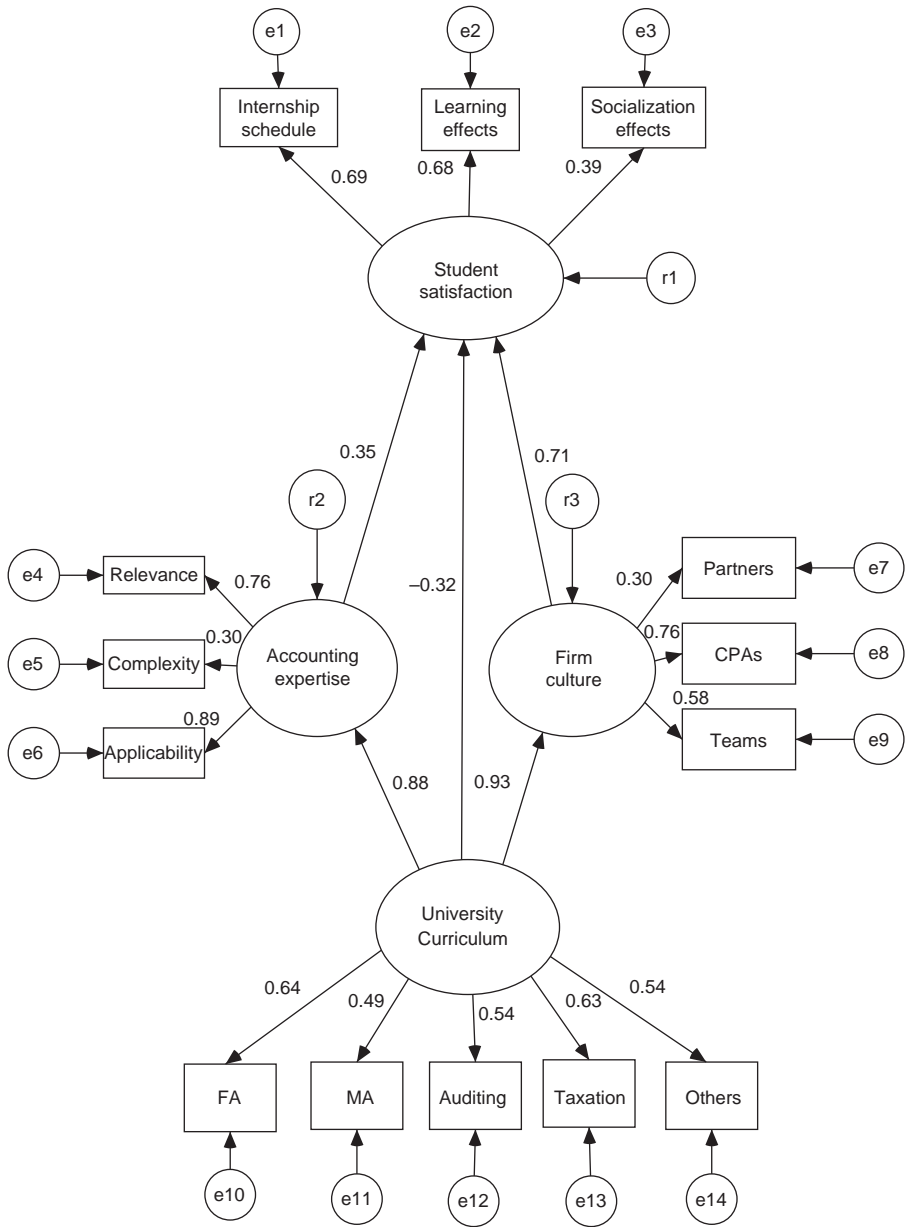 e1
e2
e3
Internship
schedule
Learning
effects
Socialization
effects
0.69
0.68
0.39
Student
satisfaction
r1
0.35
0.71
r2
r3
e4
Relevance
0.76
–0.32
0.30
Partners
e7
e5
Complexity
0.30
Accounting
expertise
Firm
culture
0.76
CPAs
e8
e6
Applicability
0.89
0.58
Teams
e9
0.88
0.93
University
Curriculum
0.64
0.49
0.54
0.63
0.54
FA
MA
Auditing
Taxation
Others
e10
e11
e12
e13
e14